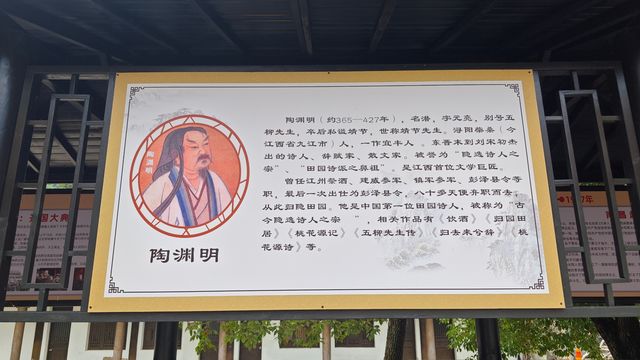 陶渊明
陶渊明
陶渊明（约365—427年），名潜，字元亮，别号五
柳先生，卒后私谥靖节，世称靖节先生。浔阳柴桑（今
江西省九江市）人，一作宜丰人 。东晋末到刘宋初杰
出的诗人、辞赋家、散文家。被誉为“隐逸诗人之
宗”、“田园诗派之鼻祖”。是江西首位文学巨匠。
曾任江州祭酒、建威参军、镇军参军、彭泽县令等
职，最后一次出仕为彭泽县令，八十多天便弃职而去，
从此归隐田园。他是中国第一位田园诗人，被称为“古
今隐逸诗人之宗 ”，相关作品有《饮酒》《归园田
居》《桃花源记》《五柳先生传》《归去来兮辞》《桃
花源诗》等。